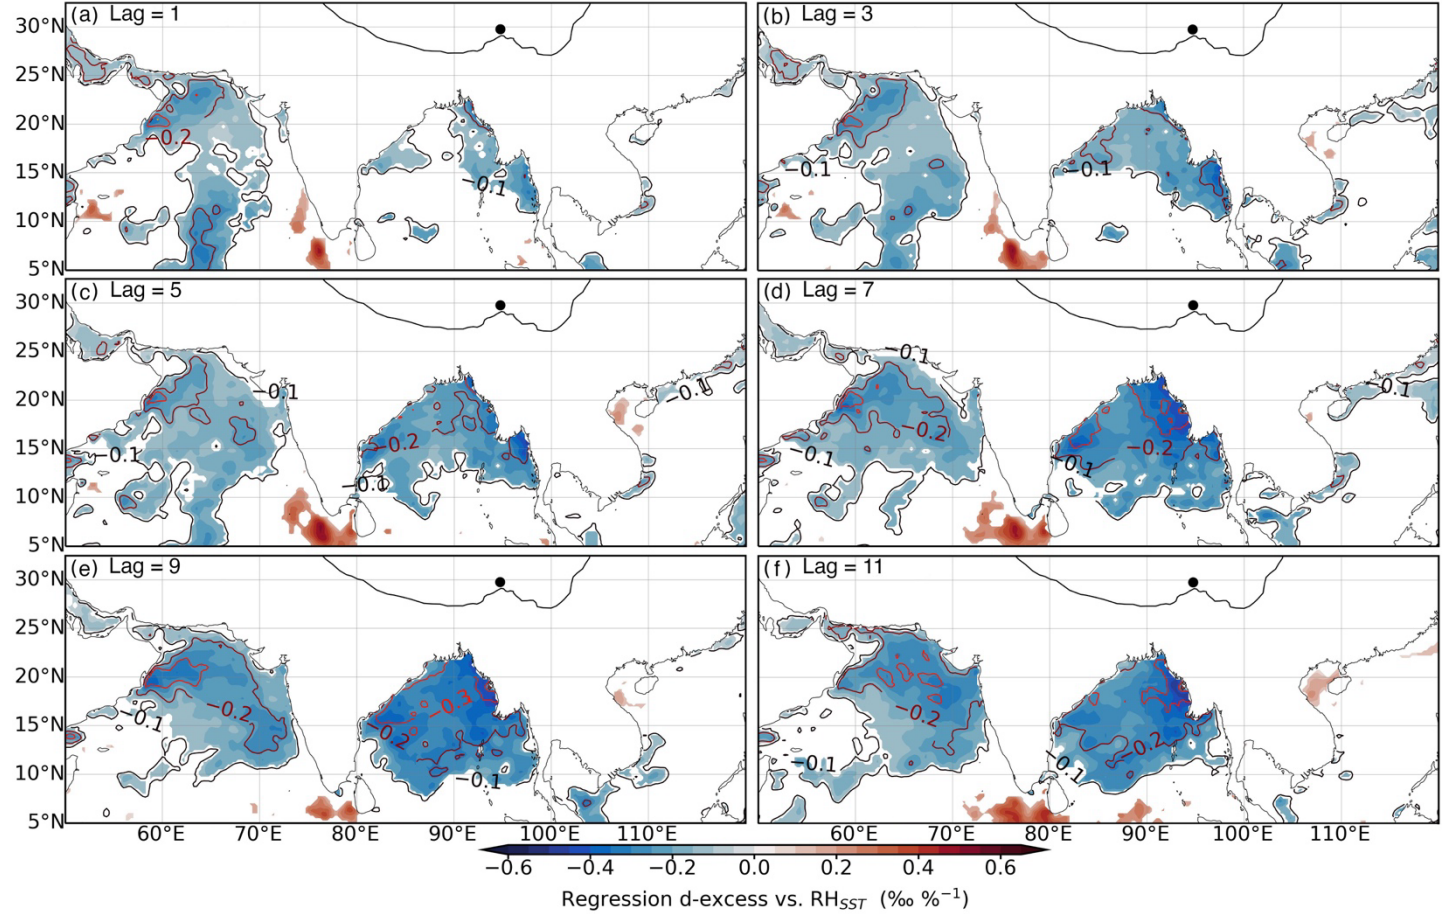 (a) Lag = 1
(b) Lag = 3
30°N
25°N
20°N
15°N
10°N
5°N
−0.2
−0.1
−0.1
−0.1
(c) Lag = 5
(d) Lag = 7
30°N
25°N
20°N
15°N
10°N
5°N
−0.1
−0.1
−0.2
−0.1
−0.1
−0.2
−0.1
−0.1
−0.2
−0.1
(e) Lag = 9
(f) Lag = 11
30°N
25°N
20°N
15°N
10°N
5°N
−0.1
−0.2
−0.2
−0.3
−0.1
−0.1
−0.2
−0.1
−0.2
60°E 70°E 80°E 90°E 100°E 110°E
60°E 70°E 80°E 90°E 100°E 110°E
−0.6 −0.4 −0.2 0.0 0.2 0.4 0.6
Regression d-excess vs. RH_SST (‰ %⁻¹)